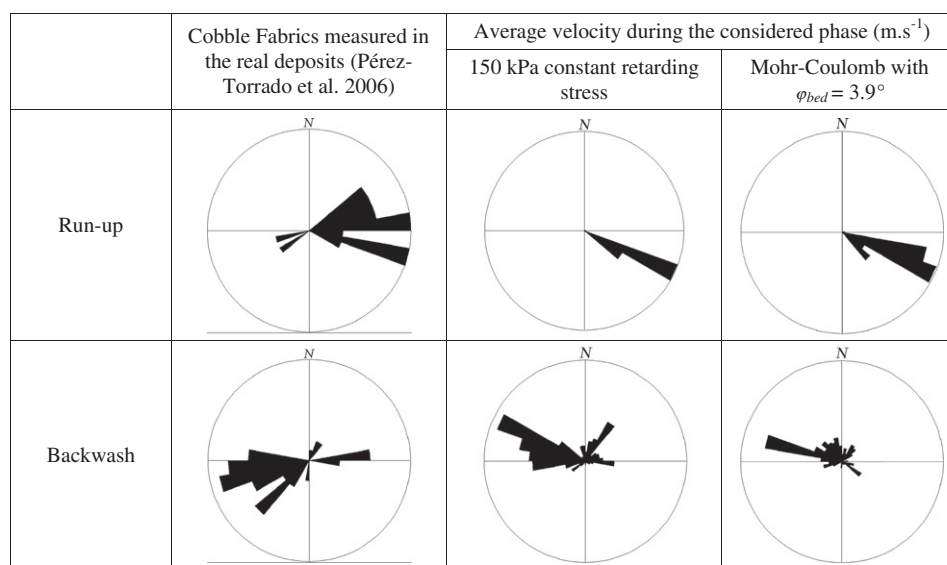 Cobble Fabrics measured in
the real deposits (Pérez-
Torrado et al. 2006)
Average velocity during the considered phase (m.s⁻¹)
150 kPa constant retarding
stress
Mohr-Coulomb with
φbed = 3.9°
Run-up
N
N
N
Backwash
N
N
N